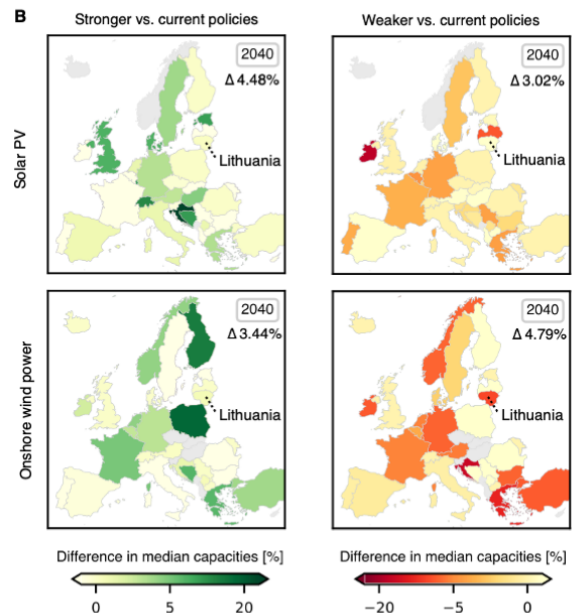 B
Stronger vs. current policies
Weaker vs. current policies
Solar PV
2040
Δ 4.48%
Lithuania
2040
Δ 3.02%
Lithuania
Onshore wind power
2040
Δ 3.44%
Lithuania
2040
Δ 4.79%
Lithuania
Difference in median capacities [%]
0 5 20
Difference in median capacities [%]
−20 −5 0